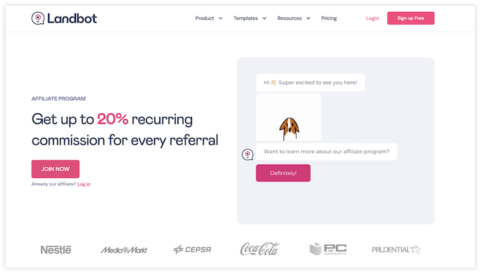 Landbot
Product
Templates
Resources
Pricing
Login
Sign up Free
AFFILIATE PROGRAM
Get up to 20% recurring
commission for every referral
JOIN NOW
Already our affiliate? Log in
Hi 👋🏻 Super excited to see you here!
Want to learn more about our affiliate program?
Definitely!
Nestlé
MediaMarkt
CEPSA
Coca-Cola
PC
COMPONENTES
PRUDENTIAL